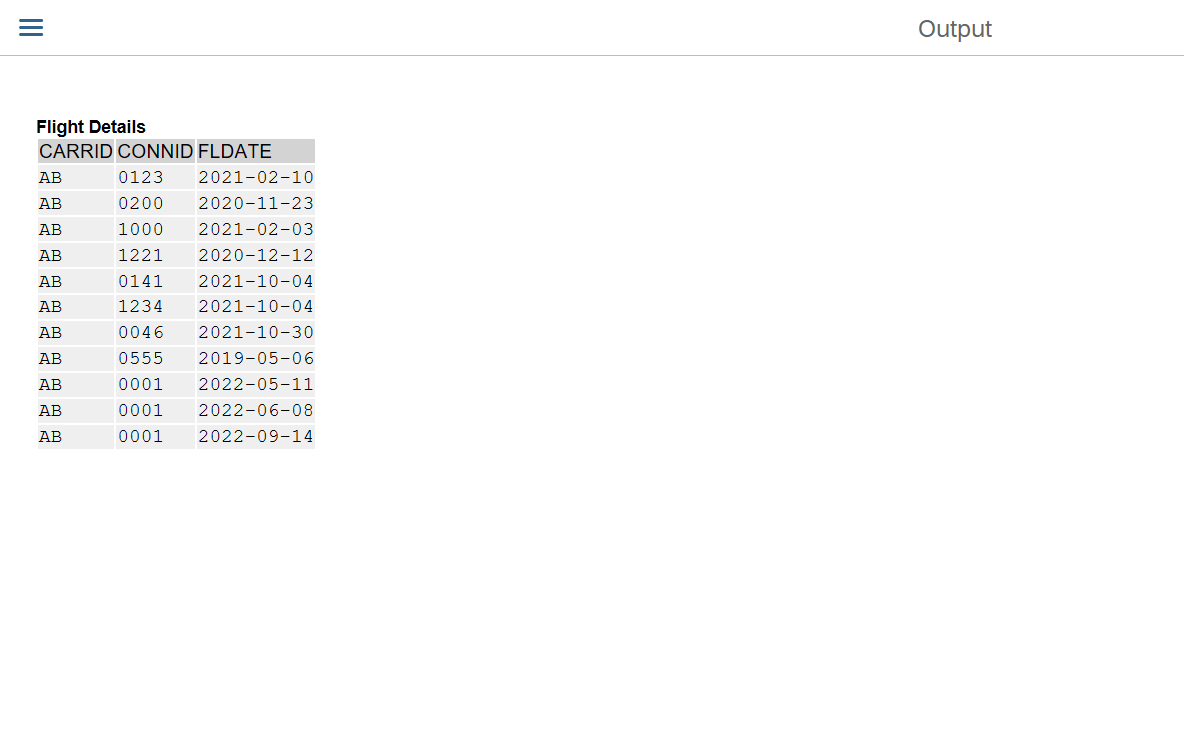 Output
Flight Details
CARRID CONNID FLDATE
AB 0123 2021-02-10
AB 0200 2020-11-23
AB 1000 2021-02-03
AB 1221 2020-12-12
AB 0141 2021-10-04
AB 1234 2021-10-04
AB 0046 2021-10-30
AB 0555 2019-05-06
AB 0001 2022-05-11
AB 0001 2022-06-08
AB 0001 2022-09-14